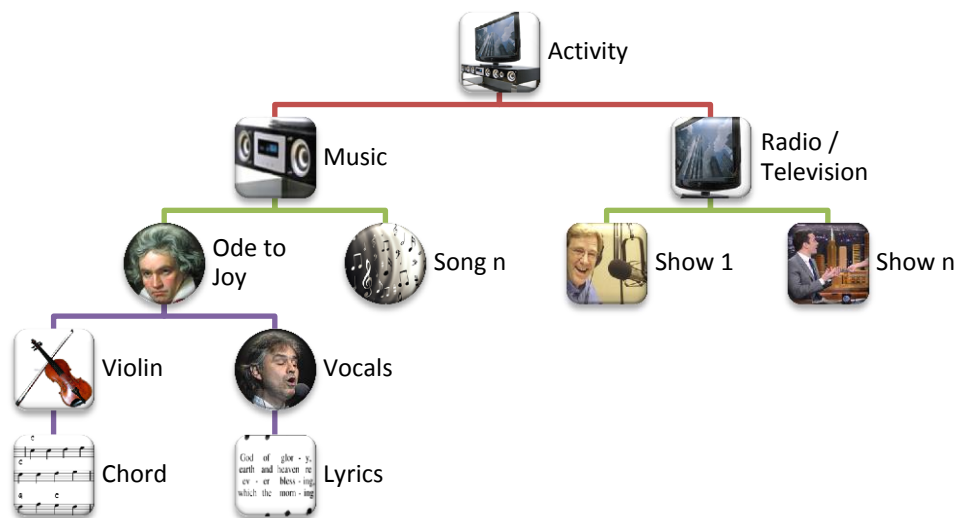 Activity
Music
Radio /
Television
Ode to
Joy
Song n
Show 1
Show n
Violin
Vocals
C
C
G C
Chord
God of glor - y,
earth and heaven re
ev - er bless - ing,
which the morn - ing
Lyrics